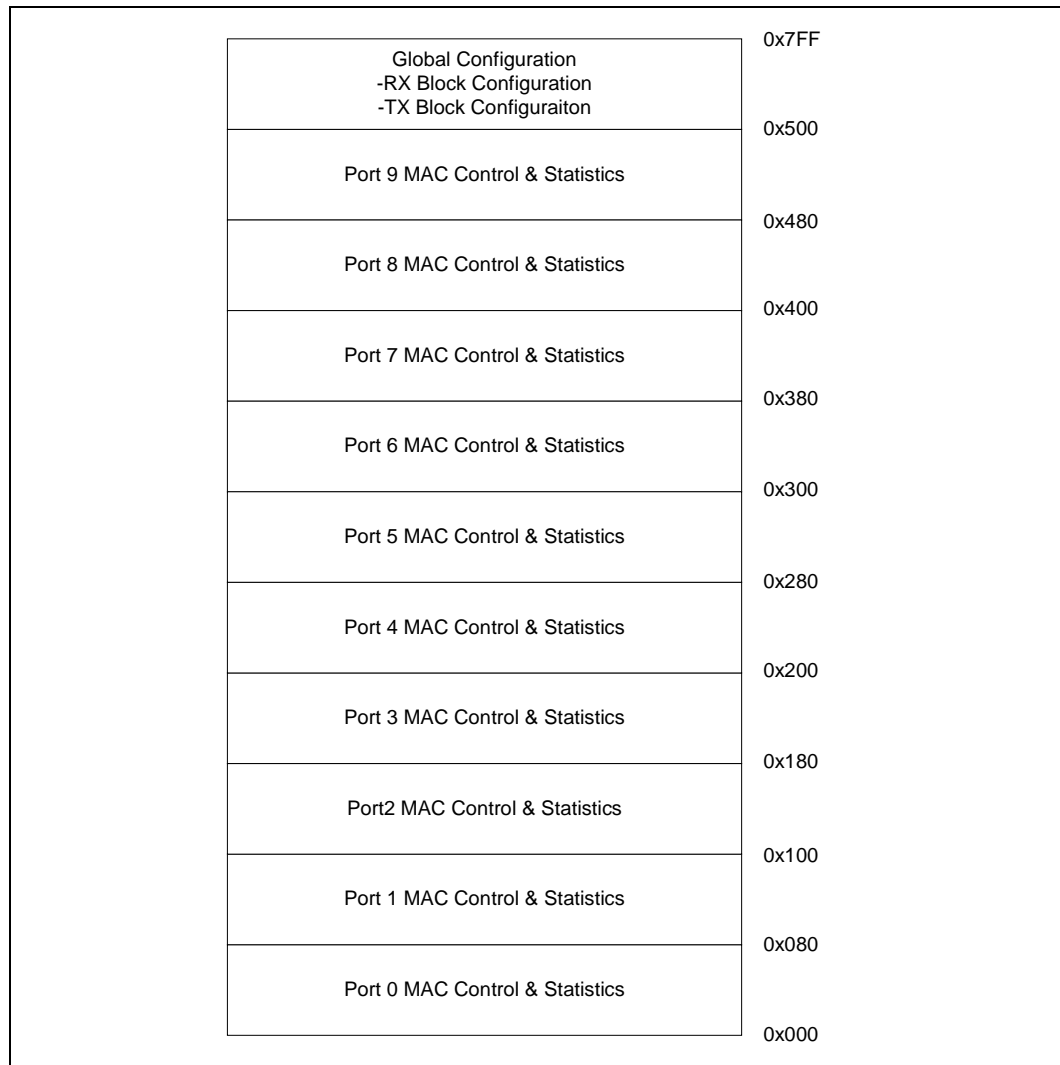 0x7FF
Global Configuration
-RX Block Configuration
-TX Block Configuraiton
0x500
Port 9 MAC Control & Statistics
0x480
Port 8 MAC Control & Statistics
0x400
Port 7 MAC Control & Statistics
0x380
Port 6 MAC Control & Statistics
0x300
Port 5 MAC Control & Statistics
0x280
Port 4 MAC Control & Statistics
0x200
Port 3 MAC Control & Statistics
0x180
Port2 MAC Control & Statistics
0x100
Port 1 MAC Control & Statistics
0x080
Port 0 MAC Control & Statistics
0x000